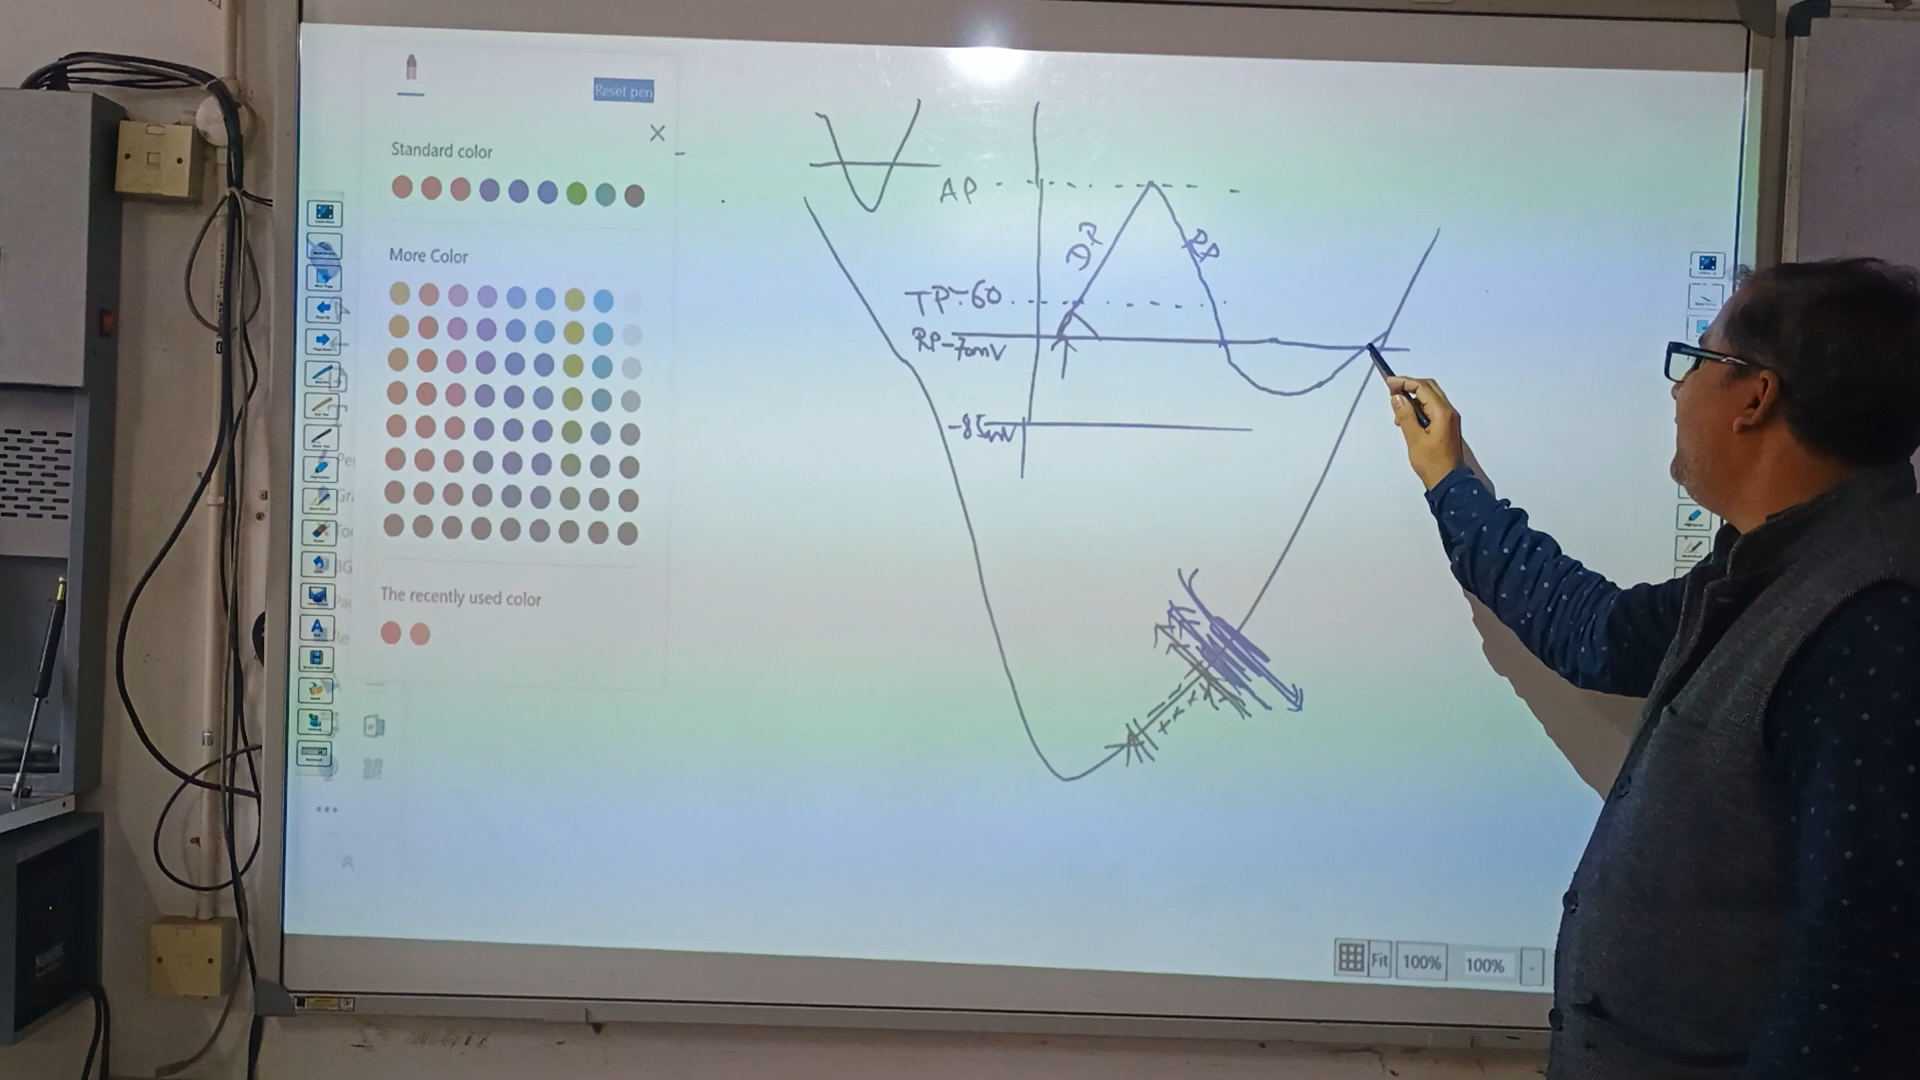 Reset pen
Standard color
More Color
The recently used color
AP
DP
RP
TP-60
RP-70mV
-85mV
Fit
100%
100%